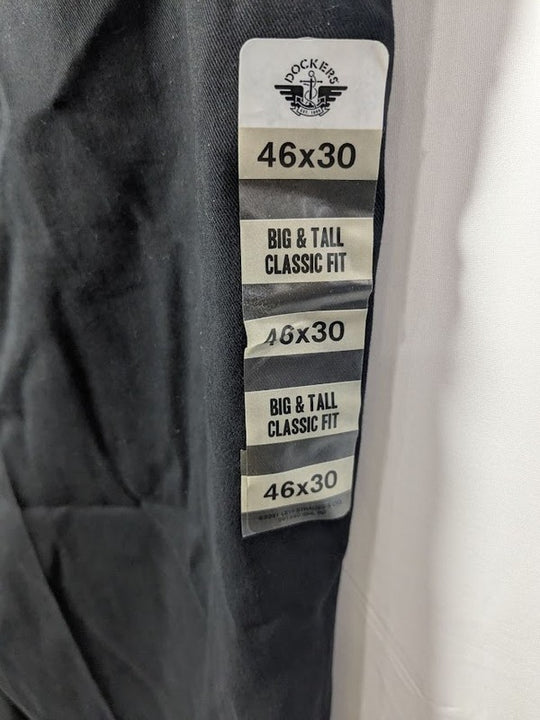 DOCKERS
46x30
BIG & TALL
CLASSIC FIT
46x30
BIG & TALL
CLASSIC FIT
46x30